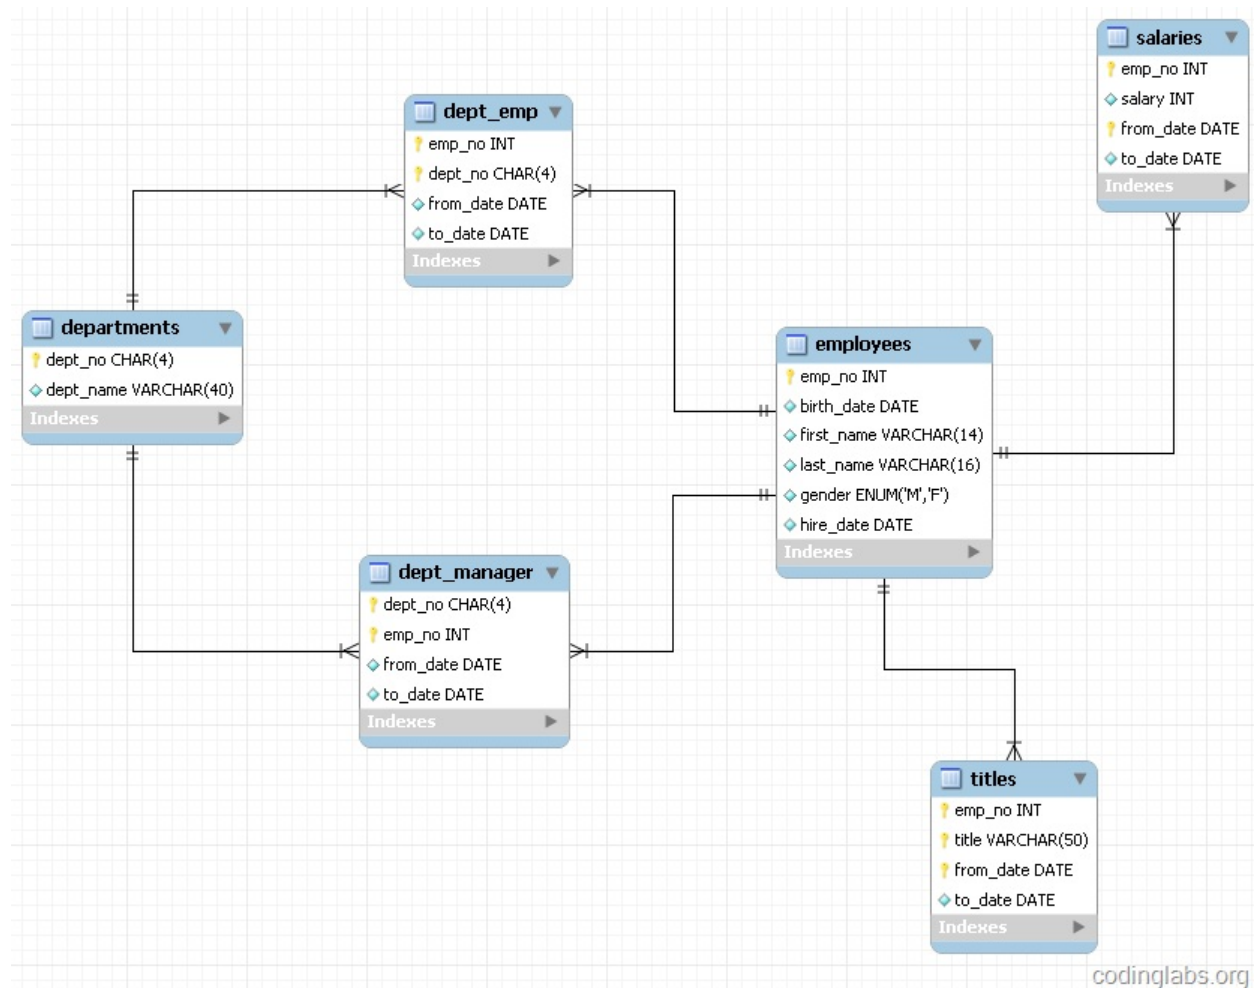 salaries
emp_no INT
salary INT
from_date DATE
to_date DATE
Indexes
dept_emp
emp_no INT
dept_no CHAR(4)
from_date DATE
to_date DATE
Indexes
departments
dept_no CHAR(4)
dept_name VARCHAR(40)
Indexes
employees
emp_no INT
birth_date DATE
first_name VARCHAR(14)
last_name VARCHAR(16)
gender ENUM('M','F')
hire_date DATE
Indexes
dept_manager
dept_no CHAR(4)
emp_no INT
from_date DATE
to_date DATE
Indexes
titles
emp_no INT
title VARCHAR(50)
from_date DATE
to_date DATE
Indexes
codinglabs.org